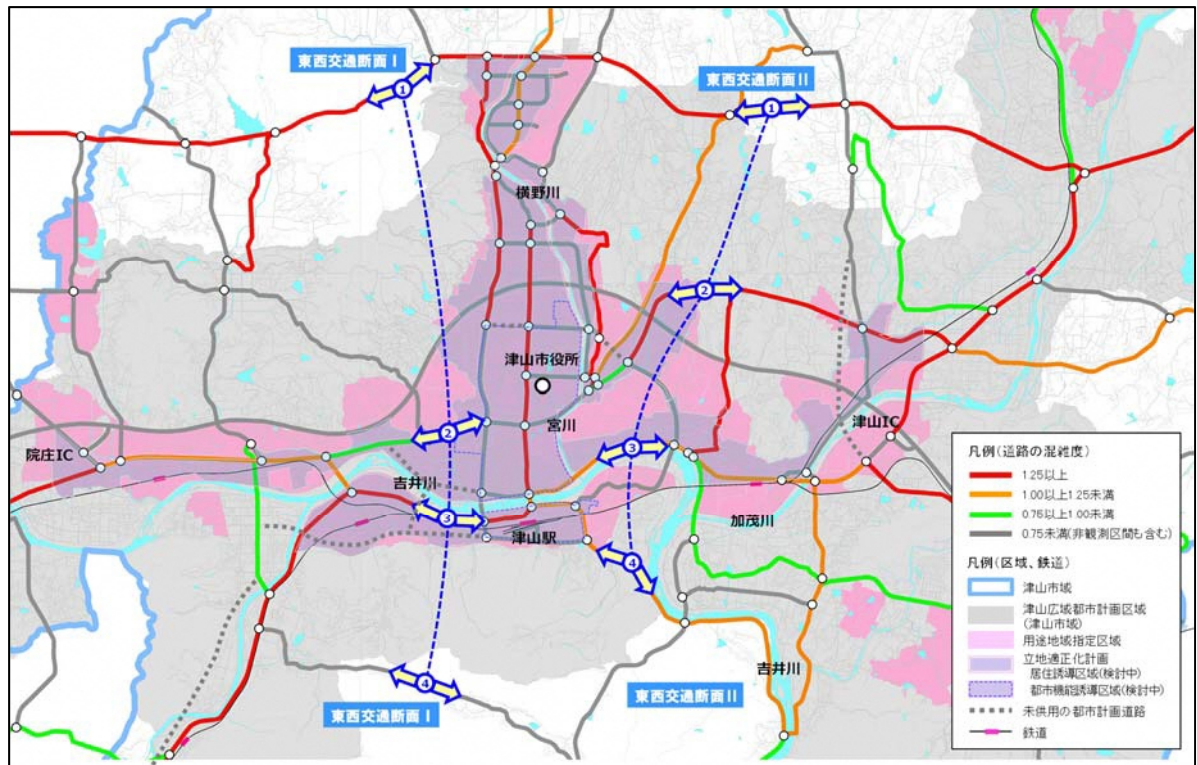 東西交通断面Ⅰ
東西交通断面Ⅱ
①
①
横野川
②
津山市役所
②
宮川
③
津山IC
院庄IC
吉井川
③
津山駅
加茂川
④
④
吉井川
東西交通断面Ⅰ
東西交通断面Ⅱ
凡例(道路の混雑度)
1.25以上
1.00以上1.25未満
0.75以上1.00未満
0.75未満(非観測区間も含む)
凡例(区域、鉄道)
津山市域
津山広域都市計画区域
(津山市域)
用途地域指定区域
立地適正化計画
居住誘導区域(検討中)
都市機能誘導区域(検討中)
未供用の都市計画道路
鉄道